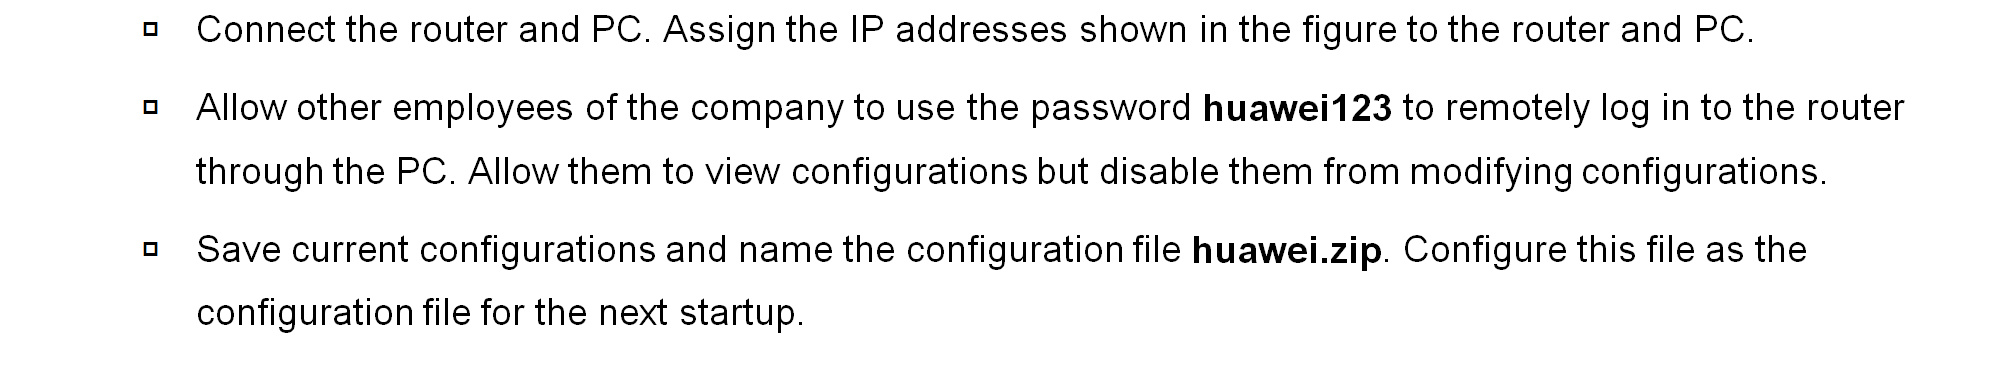 Connect the router and PC. Assign the IP addresses shown in the figure to the router and PC.
Allow other employees of the company to use the password huawei123 to remotely log in to the router
through the PC. Allow them to view configurations but disable them from modifying configurations.
Save current configurations and name the configuration file huawei.zip. Configure this file as the
configuration file for the next startup.